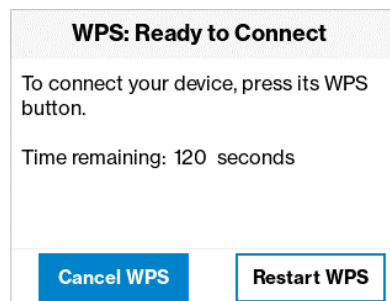 WPS: Ready to Connect
To connect your device, press its WPS
button.
Time remaining: 120 seconds
Cancel WPS
Restart WPS